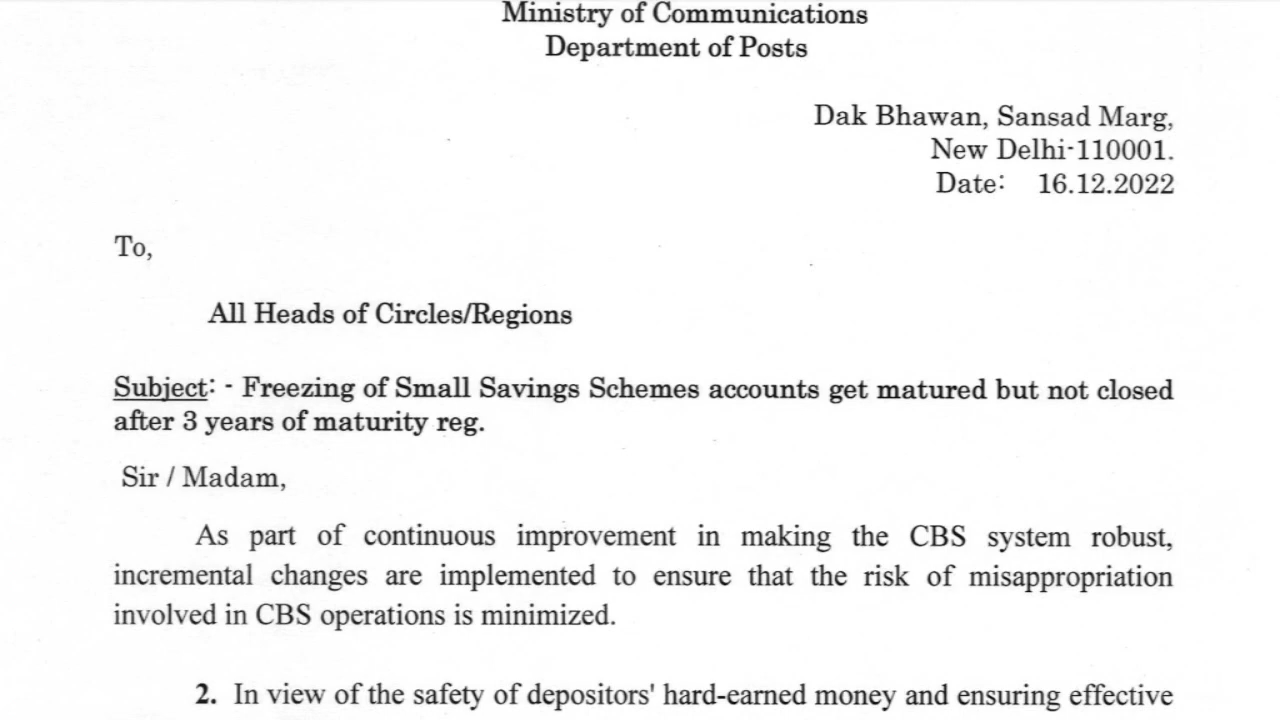 Ministry of Communications
Department of Posts
Dak Bhawan, Sansad Marg,
New Delhi-110001.
Date: 16.12.2022
To,
All Heads of Circles/Regions
Subject: - Freezing of Small Savings Schemes accounts get matured but not closed
after 3 years of maturity reg.
Sir / Madam,
As part of continuous improvement in making the CBS system robust,
incremental changes are implemented to ensure that the risk of misappropriation
involved in CBS operations is minimized.
2. In view of the safety of depositors' hard-earned money and ensuring effective